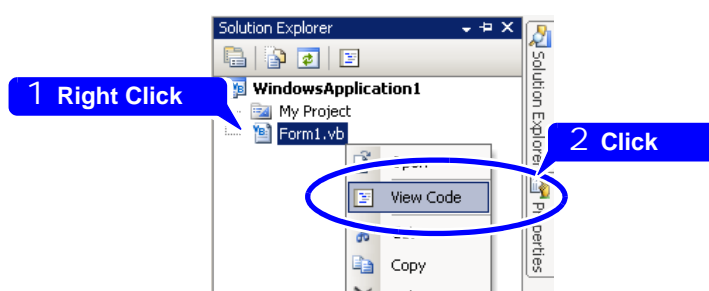 Solution Explorer
WindowsApplication1
1 Right Click
My Project
Form1.vb
2 Click
View Code
Copy
Solution Explorer
Properties